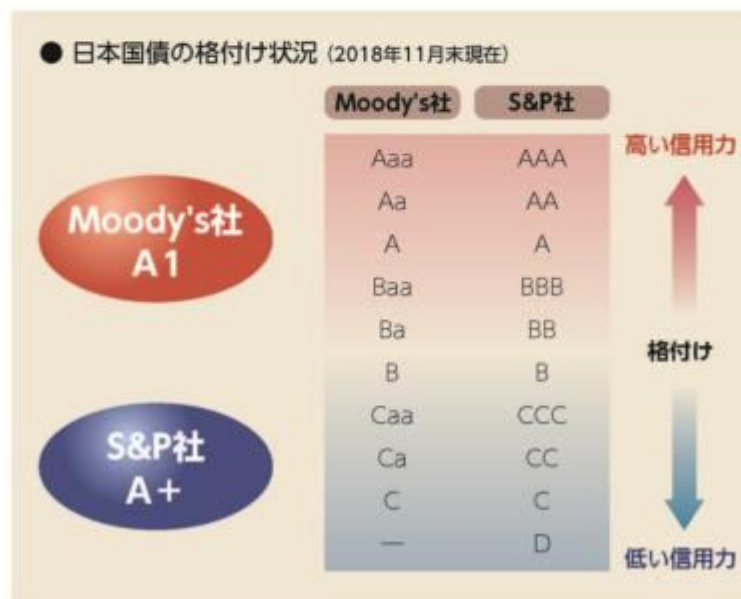 ● 日本国債の格付け状況（2018年11月末現在）
Moody's社 S&P社
高い信用力
Aaa AAA
Aa AA
A A
Baa BBB
Ba BB
B B
Caa CCC
Ca CC
C C
— D
格付け
低い信用力
Moody's社
A1
S&P社
A+